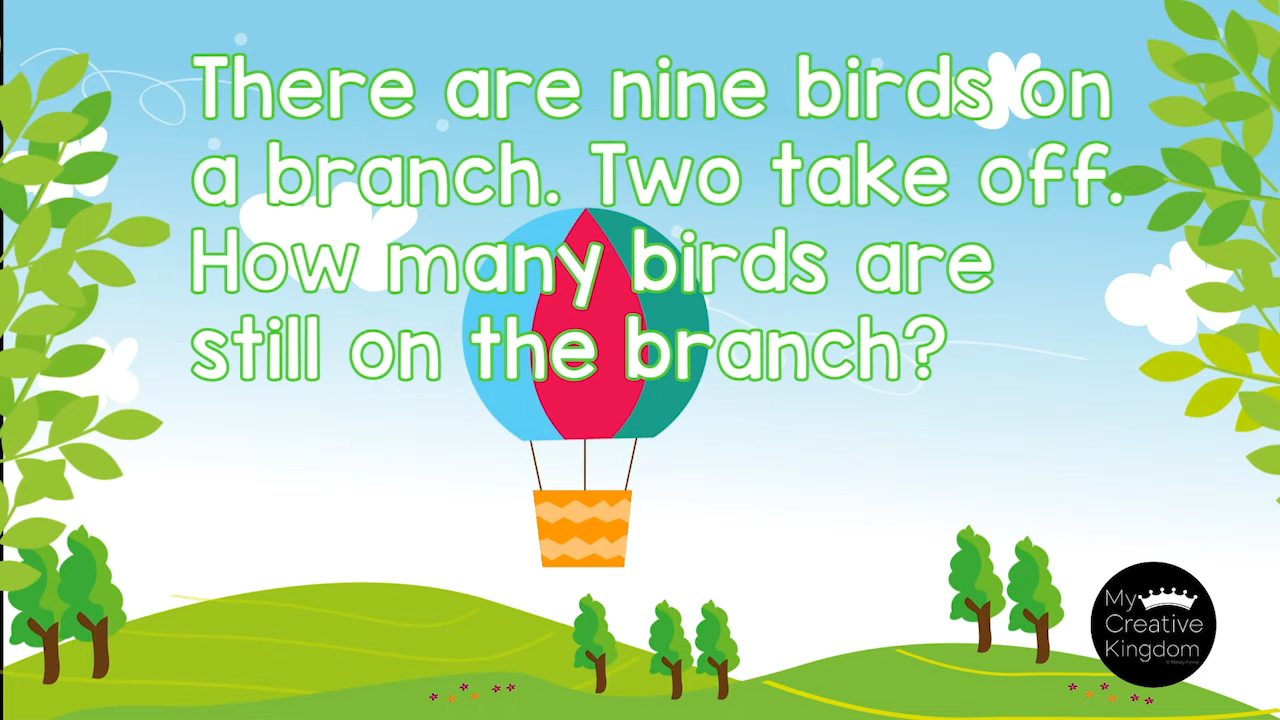 There are nine birds on
a branch. Two take off.
How many birds are
still on the branch?
My
Creative
Kingdom